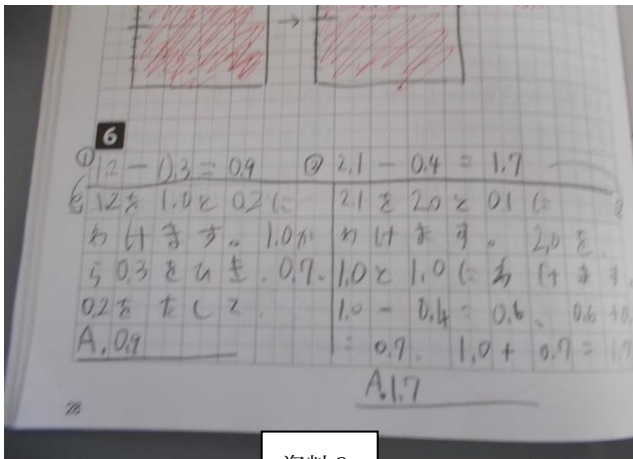 6
① 1.2 - 0.3 = 0.9
1.2を 1.0と 0.2に
わけます。1.0か
ら 0.3をひき、0.7。
0.2をたして
A. 0.9
② 2.1 - 0.4 = 1.7
2.1を 2.0と 0.1に
わけます。2.0を
1.0と 1.0に わけます
1.0 - 0.4 = 0.6、 0.6 + 0.
= 0.7. 1.0 + 0.7 = 1.7
A. 1.7
28